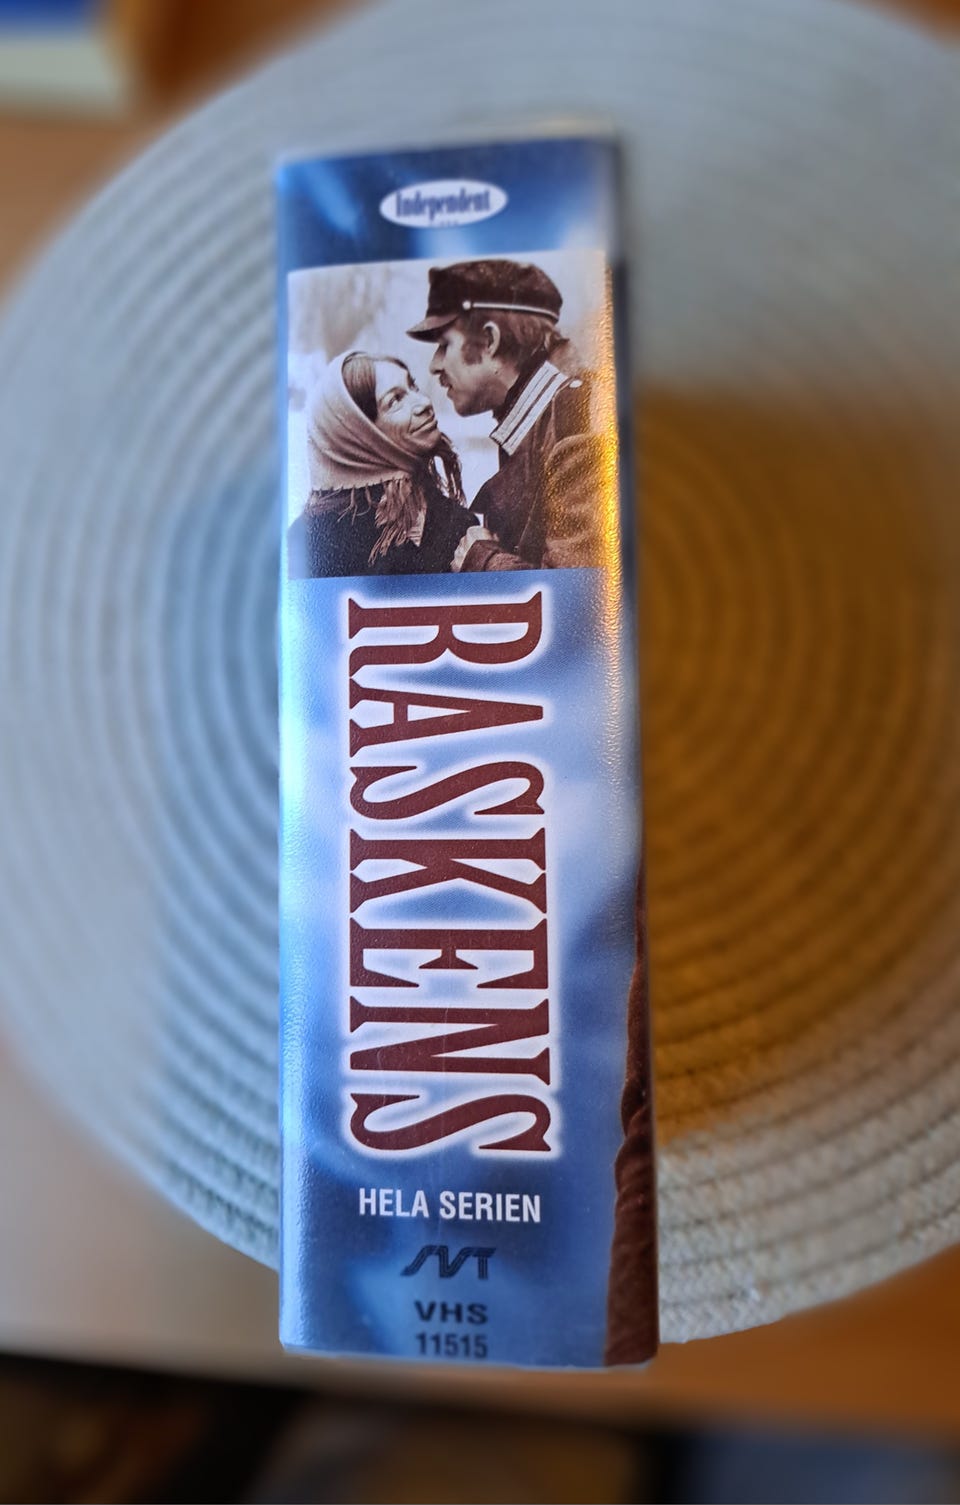 Independent
RASKENS
HELA SERIEN
SVT
VHS
11515